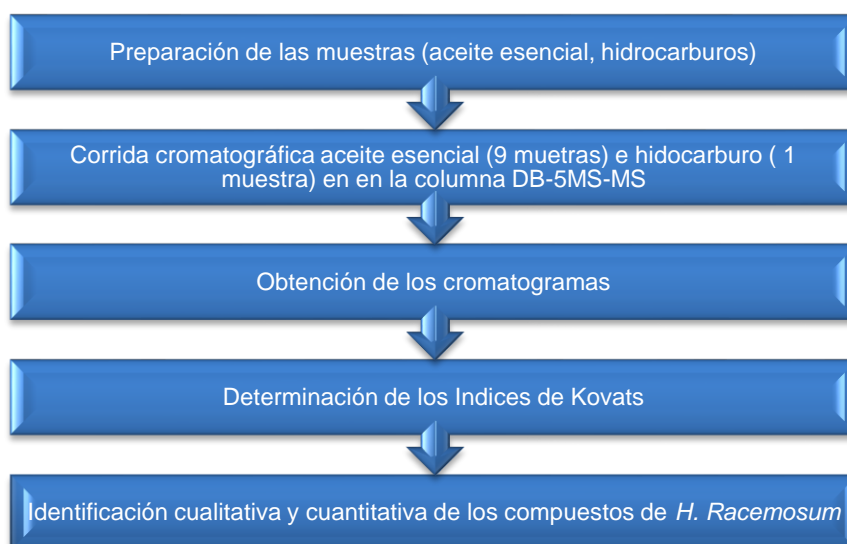 Preparación de las muestras (aceite esencial, hidrocarburos)
Corrida cromatográfica aceite esencial (9 muetras) e hidocarburo ( 1
muestra) en en la columna DB-5MS-MS
Obtención de los cromatogramas
Determinación de los Indices de Kovats
Identificación cualitativa y cuantitativa de los compuestos de H. Racemosum